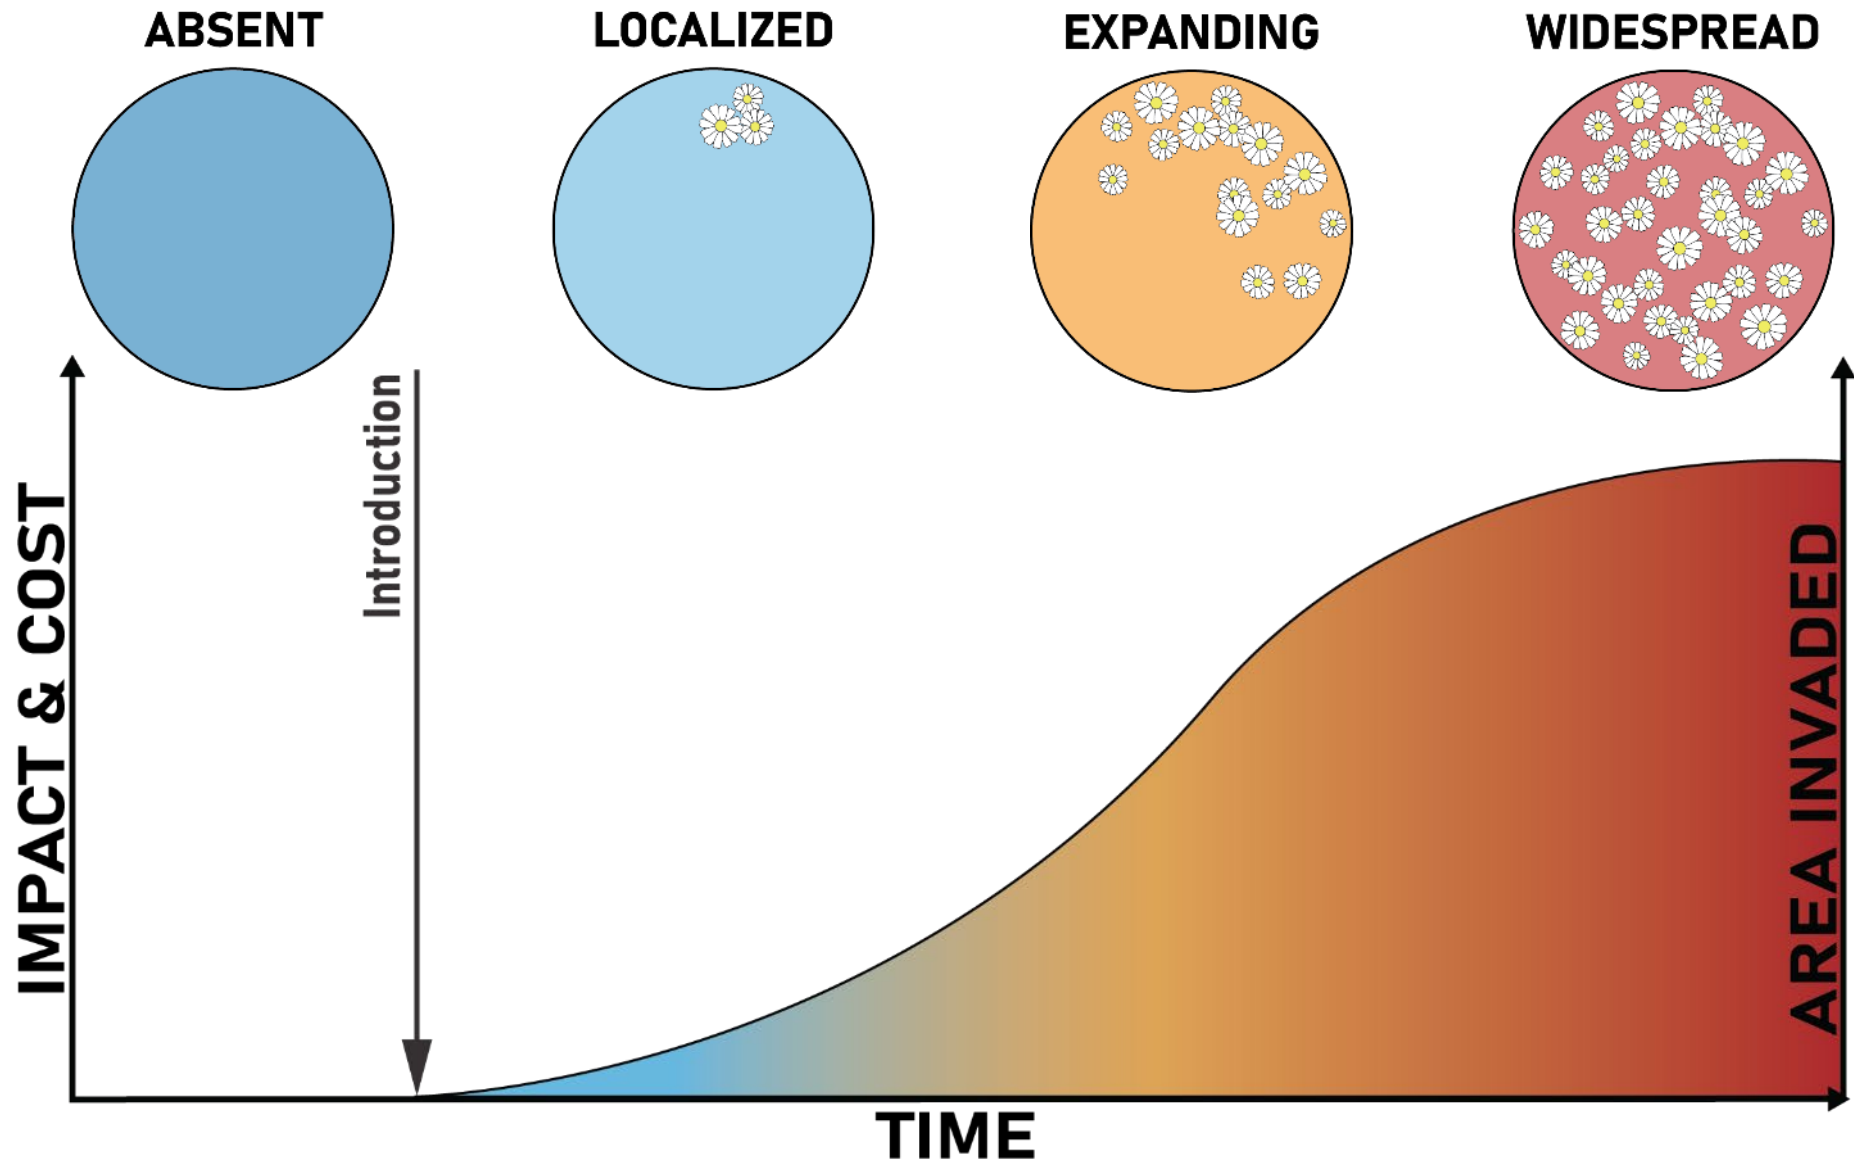 ABSENT
LOCALIZED
EXPANDING
WIDESPREAD
Introduction
IMPACT & COST
AREA INVADED
TIME